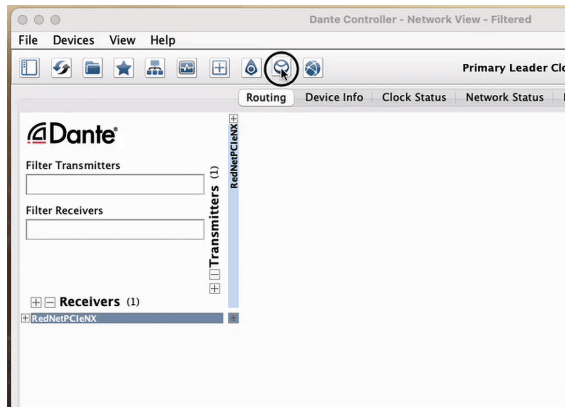 Dante Controller - Network View - Filtered
File Devices View Help
Primary Leader Clo
Routing Device Info Clock Status Network Status
Dante
Filter Transmitters
Filter Receivers
RedNetPCIeNX
Transmitters (1)
Receivers (1)
RedNetPCIeNX